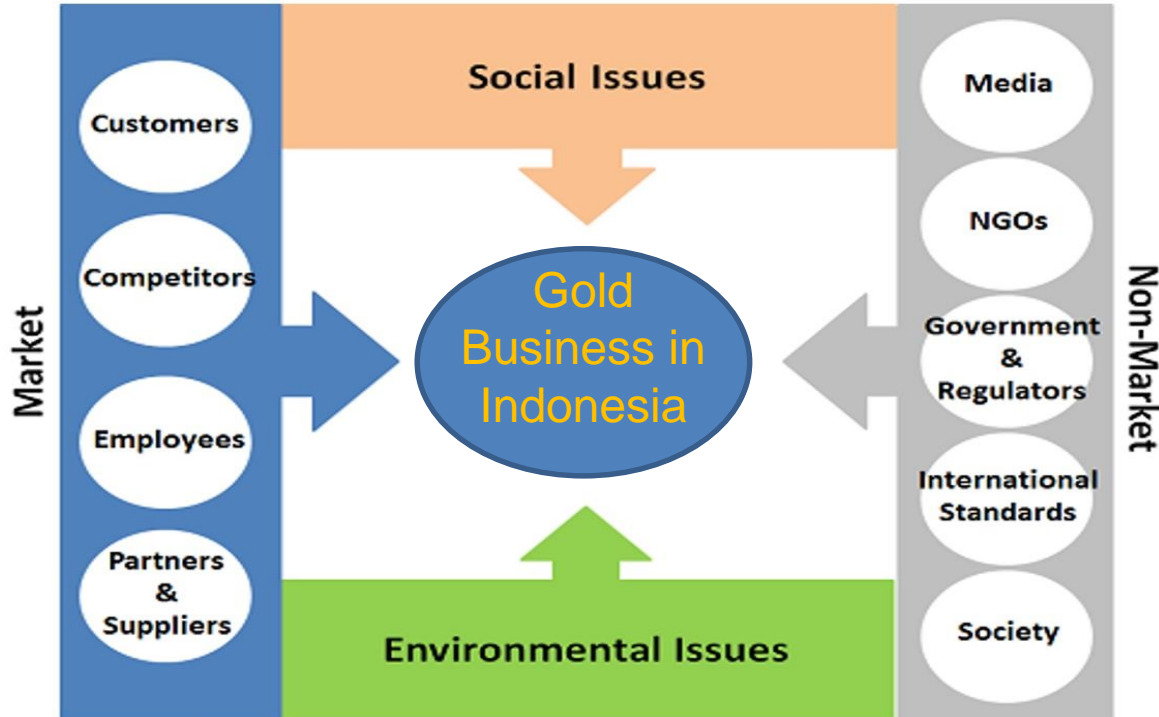 Social Issues
Market
Customers
Competitors
Employees
Partners
&
Suppliers
Gold
Business in
Indonesia
Media
NGOs
Government
&
Regulators
International
Standards
Society
Non-Market
Environmental Issues